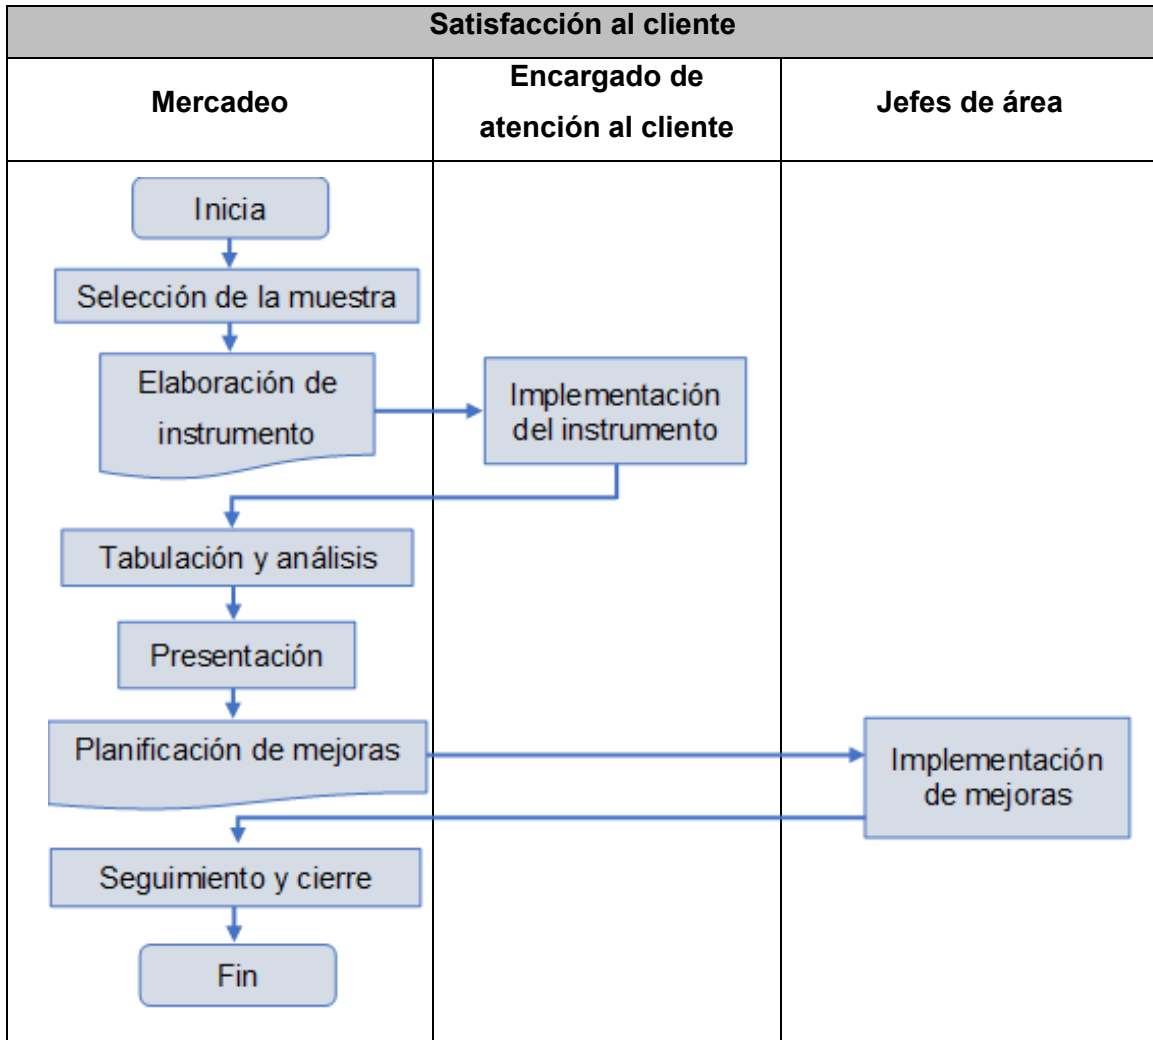 Satisfacción al cliente
Mercadeo
Encargado de
atención al cliente
Jefes de área
Inicia
Selección de la muestra
Elaboración de
instrumento
Implementación
del instrumento
Tabulación y análisis
Presentación
Planificación de mejoras
Implementación
de mejoras
Seguimiento y cierre
Fin